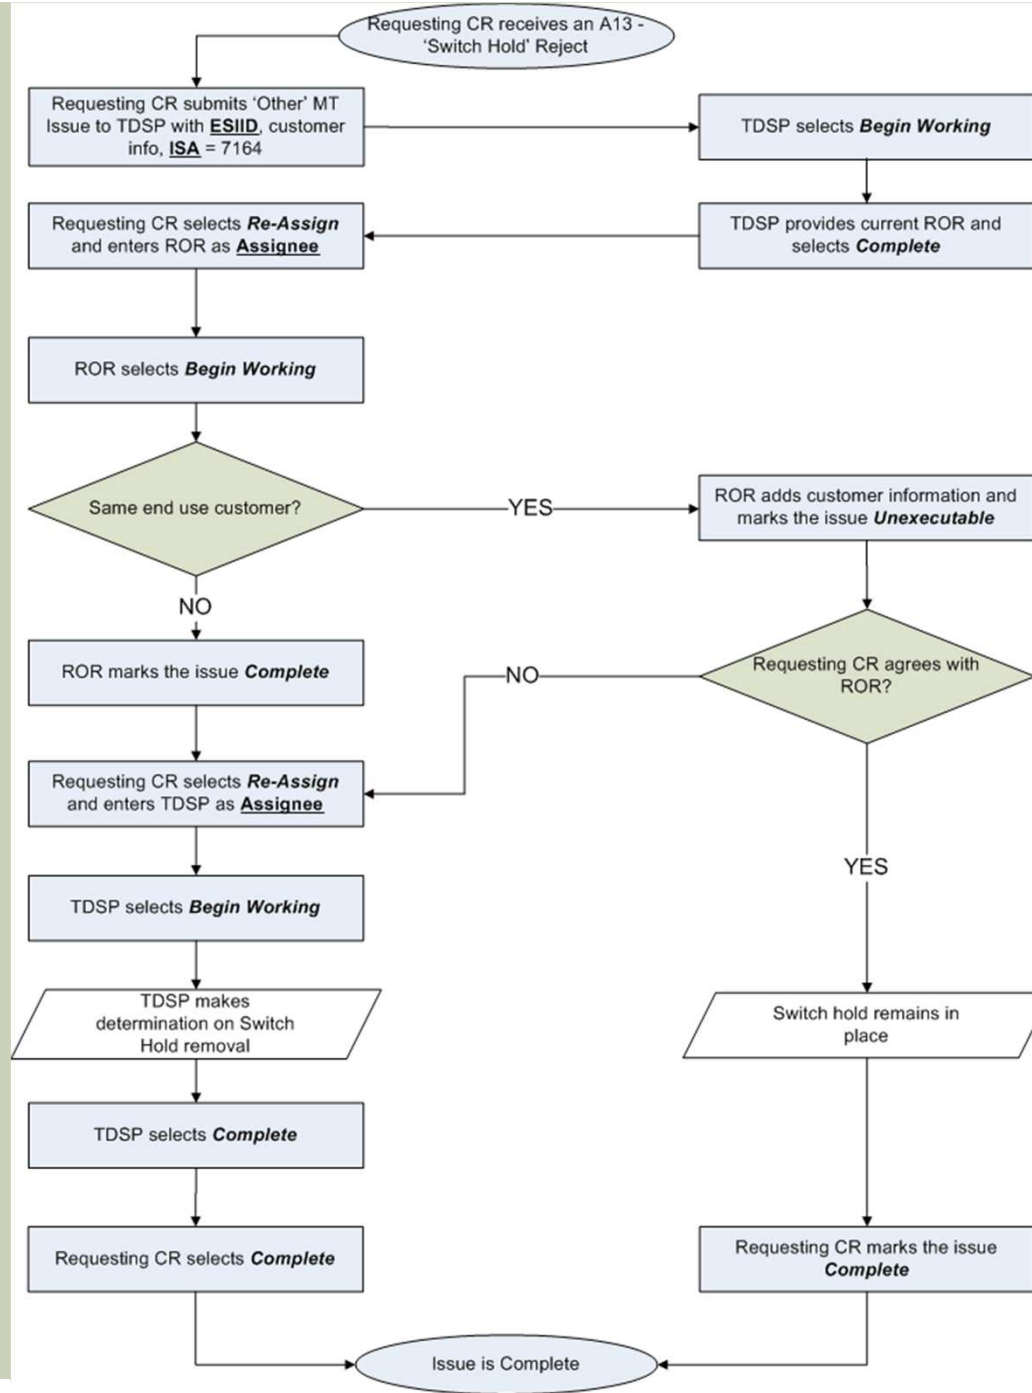 Requesting CR receives an A13 -
'Switch Hold' Reject
Requesting CR submits 'Other' MT
Issue to TDSP with ESIID, customer
info, ISA = 7164
TDSP selects Begin Working
Requesting CR selects Re-Assign
and enters ROR as Assignee
TDSP provides current ROR and
selects Complete
ROR selects Begin Working
Same end use customer?
YES
ROR adds customer information and
marks the issue Unexecutable
NO
ROR marks the issue Complete
Requesting CR agrees with
ROR?
NO
Requesting CR selects Re-Assign
and enters TDSP as Assignee
YES
TDSP selects Begin Working
TDSP makes
determination on Switch
Hold removal
Switch hold remains in
place
TDSP selects Complete
Requesting CR selects Complete
Requesting CR marks the issue
Complete
Issue is Complete